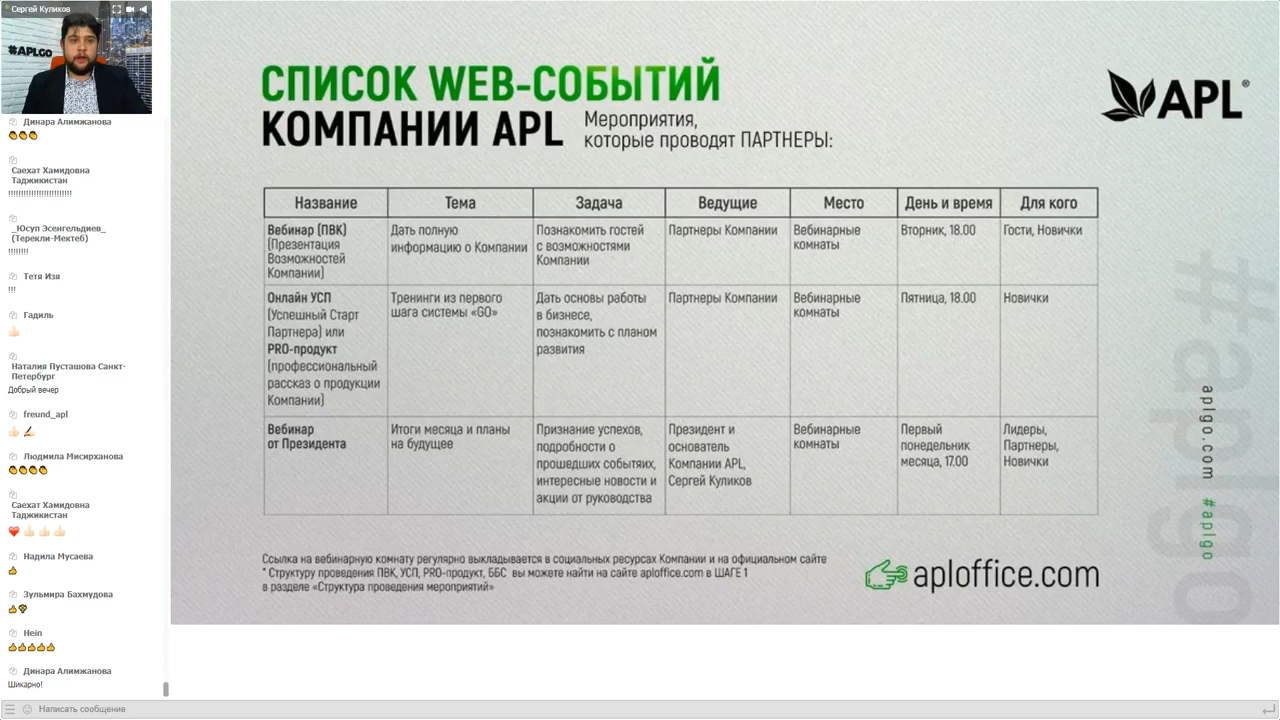 Сергей Куликов
#APLGO
Динара Алимжанова
Саехат Хамидовна
Таджикистан
!!!!!!!!!!!!!!!!!!!!!!!!!
_Юсуп Эсенгельдиев_
(Терекли-Мектеб)
!!!!!!!!
Тетя Изя
!!!
Гадиль
Наталия Пусташова Санкт-
Петербург
Добрый вечер
freund_apl
Людмила Мисирханова
Саехат Хамидовна
Таджикистан
Надила Мусаева
Зульмира Бахмудова
Hein
Динара Алимжанова
Шикарно!
Написать сообщение
СПИСОК WEB-СОБЫТИЙ
КОМПАНИИ APL
Мероприятия,
которые проводят ПАРТНЕРЫ:
APL®
Название
Тема
Задача
Ведущие
Место
День и время
Для кого
Вебинар (ПВК)
(Презентация
Возможностей
Компании)
Дать полную
информацию о Компании
Познакомить гостей
с возможностями
Компании
Партнеры Компании
Вебинарные
комнаты
Вторник, 18.00
Гости, Новички
Онлайн УСП
(Успешный Старт
Партнера) или
PRO-продукт
(профессиональный
рассказ о продукции
Компании)
Тренинги из первого
шага системы «GO»
Дать основы работы
в бизнесе,
познакомить с планом
развития
Партнеры Компании
Вебинарные
комнаты
Пятница, 18.00
Новички
Вебинар
от Президента
Итоги месяца и планы
на будущее
Признание успехов,
подробности о
прошедших событиях,
интересные новости и
акции от руководства
Президент и
основатель
Компании APL,
Сергей Куликов
Вебинарные
комнаты
Первый
понедельник
месяца, 17.00
Лидеры,
Партнеры,
Новички
Ссылка на вебинарную комнату регулярно выкладывается в социальных ресурсах Компании и на официальном сайте
* Структуру проведения ПВК, УСП, PRO-продукт, ББС вы можете найти на сайте aploffice.com в ШАГЕ 1
в разделе «Структура проведения мероприятий»
aploffice.com
aplgo.com #aplgo
#aplgo